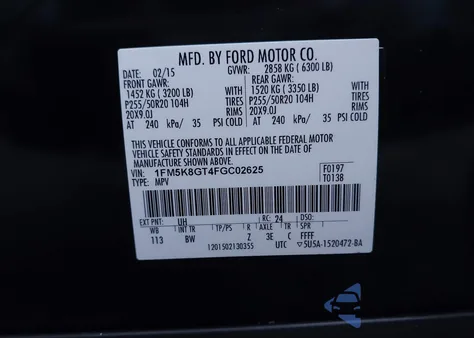 MFD. BY FORD MOTOR CO.
DATE: 02/15 GVWR: 2858 KG ( 6300 LB)
FRONT GAWR: REAR GAWR:
1452 KG ( 3200 LB) WITH 1520 KG ( 3350 LB) WITH
P255/50R20 104H TIRES P255/50R20 104H TIRES
20X9.0J RIMS 20X9.0J RIMS
AT 240 kPa/ 35 PSI COLD AT 240 kPa/ 35 PSI COLD
THIS VEHICLE CONFORMS TO ALL APPLICABLE FEDERAL MOTOR
VEHICLE SAFETY STANDARDS IN EFFECT ON THE DATE OF
MANUFACTURE SHOWN ABOVE.
VIN: 1FM5K8GT4FGC02625 F0197
TYPE: MPV T0138
EXT PNT: UH RC: 24 DSO:
WB INT TR TP/PS R AXLE TR SPR
113 BW Z 3E C FFFF
1201502130355 UTC 5U5A-1520472-BA